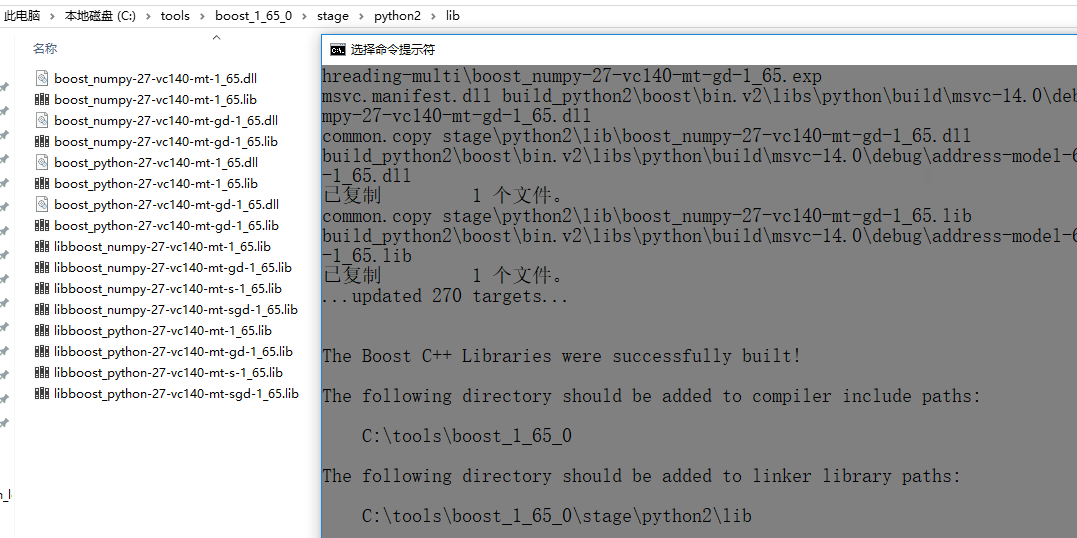 此电脑 > 本地磁盘 (C:) > tools > boost_1_65_0 > stage > python2 > lib
名称
boost_numpy-27-vc140-mt-1_65.dll
boost_numpy-27-vc140-mt-1_65.lib
boost_numpy-27-vc140-mt-gd-1_65.dll
boost_numpy-27-vc140-mt-gd-1_65.lib
boost_python-27-vc140-mt-1_65.dll
boost_python-27-vc140-mt-1_65.lib
boost_python-27-vc140-mt-gd-1_65.dll
boost_python-27-vc140-mt-gd-1_65.lib
libboost_numpy-27-vc140-mt-1_65.lib
libboost_numpy-27-vc140-mt-gd-1_65.lib
libboost_numpy-27-vc140-mt-s-1_65.lib
libboost_numpy-27-vc140-mt-sgd-1_65.lib
libboost_python-27-vc140-mt-1_65.lib
libboost_python-27-vc140-mt-gd-1_65.lib
libboost_python-27-vc140-mt-s-1_65.lib
libboost_python-27-vc140-mt-sgd-1_65.lib
选择命令提示符
hreading-multi\boost_numpy-27-vc140-mt-gd-1_65.exp
msvc.manifest.dll build_python2\boost\bin.v2\libs\python\build\msvc-14.0\deb
mpy-27-vc140-mt-gd-1_65.dll
common.copy stage\python2\lib\boost_numpy-27-vc140-mt-gd-1_65.dll
build_python2\boost\bin.v2\libs\python\build\msvc-14.0\debug\address-model-6
-1_65.dll
已复制 1 个文件。
common.copy stage\python2\lib\boost_numpy-27-vc140-mt-gd-1_65.lib
build_python2\boost\bin.v2\libs\python\build\msvc-14.0\debug\address-model-6
-1_65.lib
已复制 1 个文件。
...updated 270 targets...
The Boost C++ Libraries were successfully built!
The following directory should be added to compiler include paths:
C:\tools\boost_1_65_0
The following directory should be added to linker library paths:
C:\tools\boost_1_65_0\stage\python2\lib